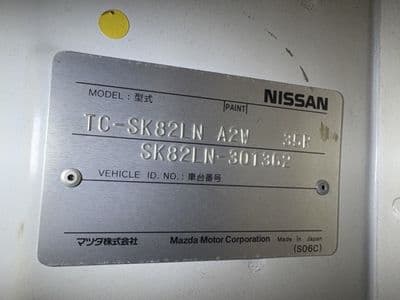 NISSAN
MODEL : 型式
PAINT
TC-SK82LN A2W 35F
SK82LN-301362
VEHICLE ID. NO. : 車台番号
マツダ株式会社 Mazda Motor Corporation Made in Japan
(S06C)